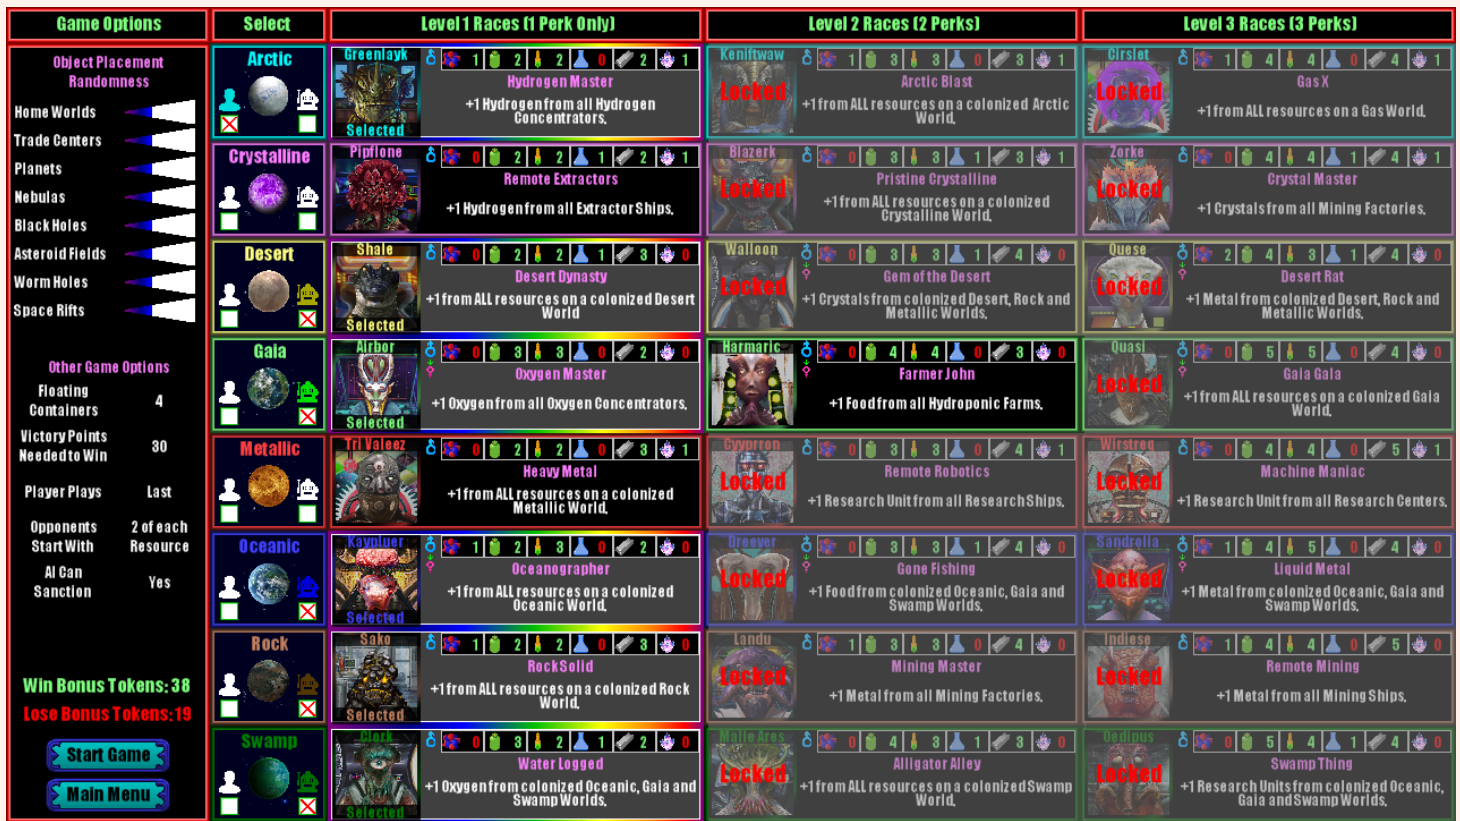 Game Options
Select
Level 1 Races (1 Perk Only)
Level 2 Races (2 Perks)
Level 3 Races (3 Perks)
Object Placement
Randomness
Home Worlds
Trade Centers
Planets
Nebulas
Black Holes
Asteroid Fields
Worm Holes
Space Rifts
Other Game Options
Floating
Containers
4
Victory Points
Needed to Win
30
Player Plays
Last
Opponents
Start With
2 of each
Resource
AI Can
Sanction
Yes
Win Bonus Tokens: 38
Lose Bonus Tokens: 19
Start Game
Main Menu
Arctic
Greenlayk
Selected
1 2 2 0 2 1
Hydrogen Master
+1 Hydrogen from all Hydrogen
Concentrators.
Keniftwaw
Locked
1 3 3 0 3 1
Arctic Blast
+1 from ALL resources on a colonized Arctic
World.
Cirslet
Locked
1 4 4 0 4 1
Gas X
+1 from ALL resources on a Gas World.
Crystalline
Pipflone
0 2 2 1 2 1
Remote Extractors
+1 Hydrogen from all Extractor Ships.
Blazerk
Locked
0 3 3 1 3 1
Pristine Crystalline
+1 from ALL resources on a colonized
Crystalline World.
Zorke
Locked
0 4 4 1 4 1
Crystal Master
+1 Crystals from all Mining Factories.
Desert
Shale
Selected
1 2 2 0 3 0
Desert Dynasty
+1 from ALL resources on a colonized Desert
World
Walloon
Locked
0 3 3 1 4 0
Gem of the Desert
+1 Crystals from colonized Desert, Rock and
Metallic Worlds.
Quese
Locked
2 4 3 1 4 0
Desert Rat
+1 Metal from colonized Desert, Rock and
Metallic Worlds.
Gaia
Airbor
Selected
0 3 3 0 2 0
Oxygen Master
+1 Oxygen from all Oxygen Concentrators.
Harmaric
0 4 4 0 3 0
Farmer John
+1 Food from all Hydroponic Farms.
Quasi
Locked
0 5 5 0 4 0
Gaia Gala
+1 from ALL resources on a colonized Gaia
World.
Metallic
Tri Valeez
0 2 2 0 3 1
Heavy Metal
+1 from ALL resources on a colonized
Metallic World.
Cyyprron
Locked
0 3 3 0 4 1
Remote Robotics
+1 Research Unit from all Research Ships.
Wirstreg
Locked
0 4 4 0 5 1
Machine Maniac
+1 Research Unit from all Research Centers.
Oceanic
Kaypluer
Selected
1 2 3 0 2 0
Oceanographer
+1 from ALL resources on a colonized
Oceanic World.
Dreever
Locked
0 3 3 1 4 0
Gone Fishing
+1 Food from colonized Oceanic, Gaia and
Swamp Worlds.
Sandrolla
Locked
1 4 5 0 4 0
Liquid Metal
+1 Metal from colonized Oceanic, Gaia and
Swamp Worlds.
Rock
Sako
Selected
1 2 2 0 3 0
Rock Solid
+1 from ALL resources on a colonized Rock
World.
Landu
Locked
1 3 3 0 4 0
Mining Master
+1 Metal from all Mining Factories.
Indiese
Locked
1 4 4 0 5 0
Remote Mining
+1 Metal from all Mining Ships.
Swamp
Clork
Selected
0 3 2 1 2 0
Water Logged
+1 Oxygen from colonized Oceanic, Gaia and
Swamp Worlds.
Malle Ares
Locked
0 4 3 1 3 0
Alligator Alley
+1 from ALL resources on a colonized Swamp
World.
Oedipus
Locked
0 5 4 1 4 0
Swamp Thing
+1 Research Units from colonized Oceanic,
Gaia and Swamp Worlds.